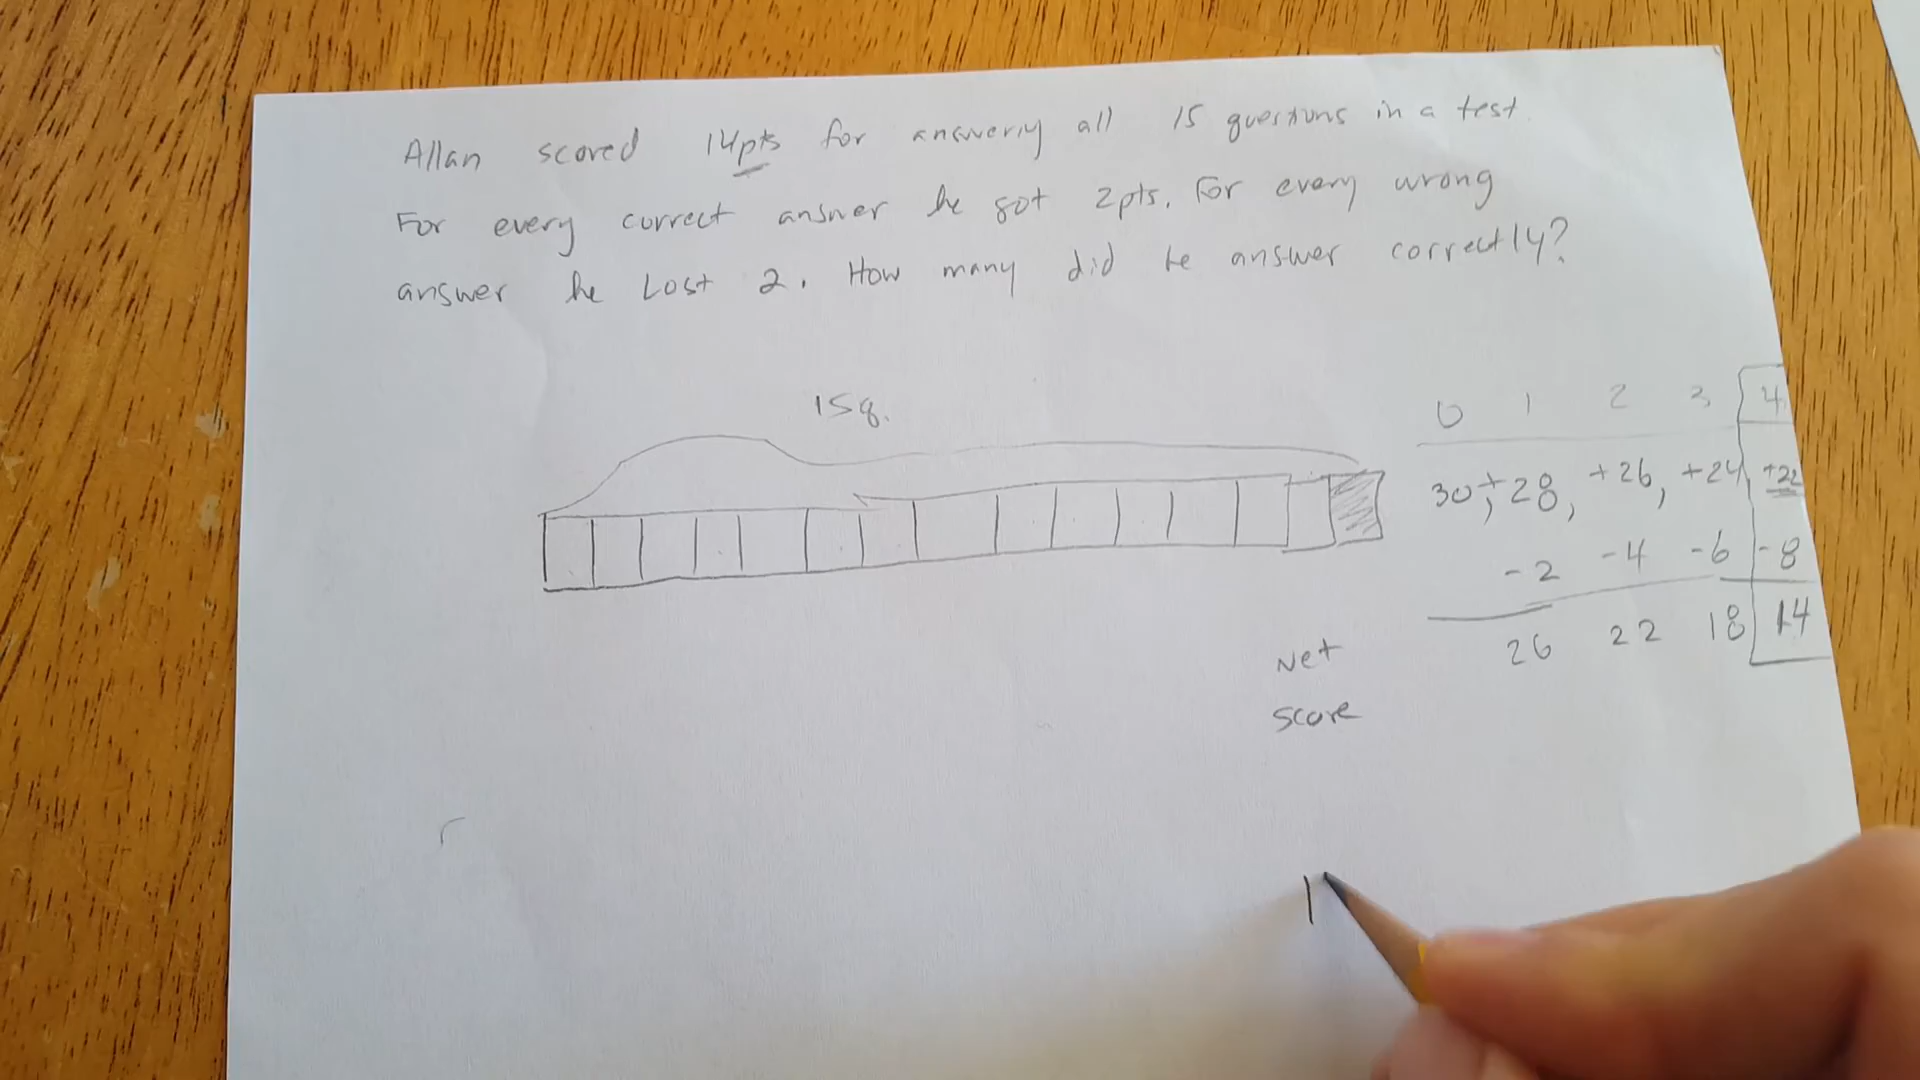 Allan scored 14pts for answering all 15 questions in a test.
For every correct answer he got 2pts. For every wrong
answer he Lost 2. How many did he answer correctly?
15q.
0 1 2 3 4
30, +28, +26, +24, +22
-2 -4 -6 -8
Net 26 22 18 14
score
1